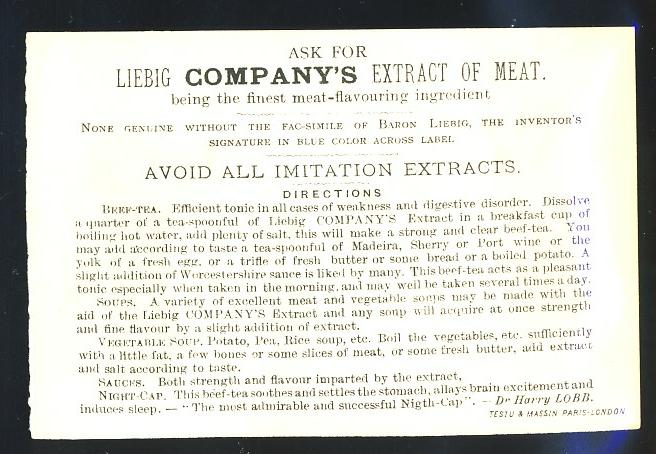 ASK FOR
LIEBIG COMPANY'S EXTRACT OF MEAT.
being the finest meat-flavouring ingredient
NONE GENUINE WITHOUT THE FAC-SIMILE OF BARON LIEBIG, THE INVENTOR'S
SIGNATURE IN BLUE COLOR ACROSS LABEL
AVOID ALL IMITATION EXTRACTS.
DIRECTIONS
BEEF-TEA. Efficient tonic in all cases of weakness and digestive disorder. Dissolve
a quarter of a tea-spoonful of Liebig COMPANY'S Extract in a breakfast cup of
boiling hot water, add plenty of salt, this will make a strong and clear beef-tea. You
may add according to taste a tea-spoonful of Madeira, Sherry or Port wine or the
yolk of a fresh egg, or a trifle of fresh butter or some bread or a boiled potato. A
slight addition of Worcestershire sauce is liked by many. This beef-tea acts as a pleasant
tonic especially when taken in the morning, and may well be taken several times a day.
SOUPS. A variety of excellent meat and vegetable soups may be made with the
aid of the Liebig COMPANY'S Extract and any soup will acquire at once strength
and fine flavour by a slight addition of extract.
VEGETABLE SOUP. Potato, Pea, Rice soup, etc. Boil the vegetables, etc. sufficiently
with a little fat, a few bones or some slices of meat, or some fresh butter, add extract
and salt according to taste.
SAUCES. Both strength and flavour imparted by the extract,
NIGHT-CAP. This beef-tea soothes and settles the stomach, allays brain excitement and
induces sleep. — "The most admirable and successful Nigth-Cap". — Dr Harry LOBB.
TESTU & MASSIN PARIS-LONDON